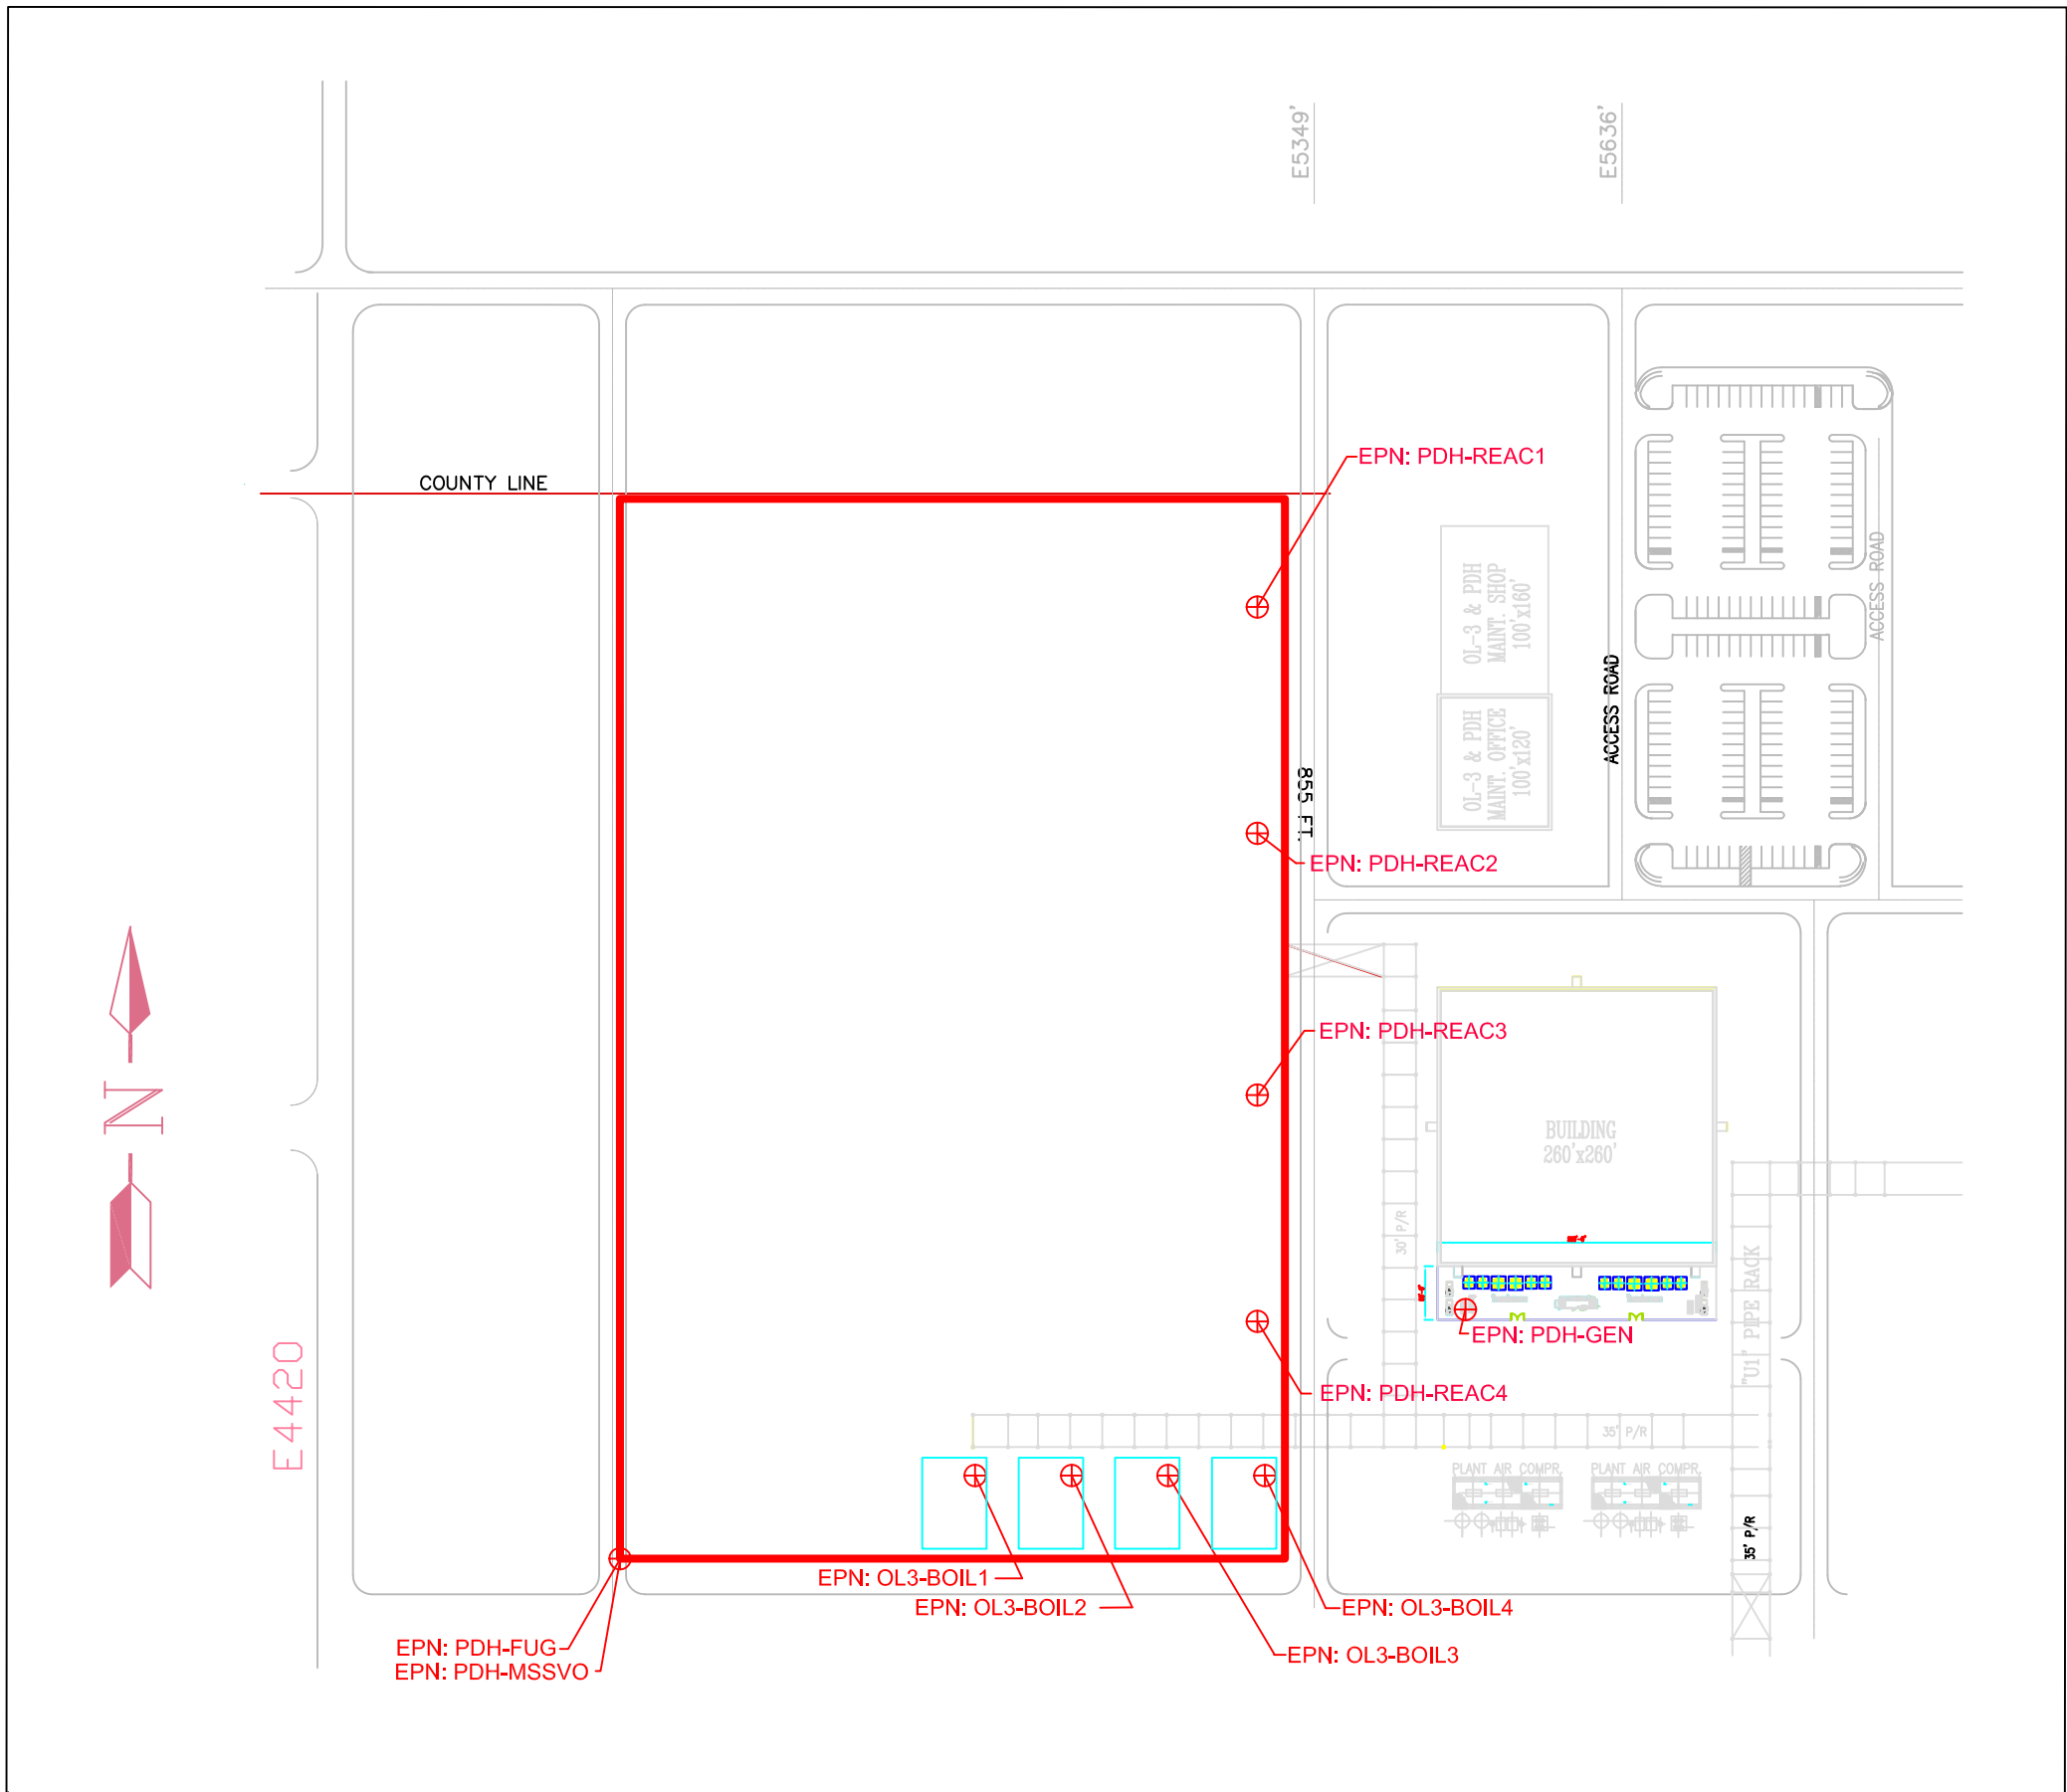 E5349'
E5636'
EPN: PDH-REAC1
COUNTY LINE
OL-3 & PDH
MAINT. SHOP
100'x160'
ACCESS ROAD
ACCESS ROAD
OL-3 & PDH
MAINT. OFFICE
100'x120'
855 FT.
EPN: PDH-REAC2
EPN: PDH-REAC3
N
BUILDING
260'x260'
30' P/R
"U1" PIPE RACK
EPN: PDH-GEN
E4420
EPN: PDH-REAC4
35' P/R
PLANT AIR COMPR.
PLANT AIR COMPR.
35' P/R
EPN: OL3-BOIL1
EPN: OL3-BOIL2
EPN: OL3-BOIL4
EPN: PDH-FUG
EPN: OL3-BOIL3
EPN: PDH-MSSVO